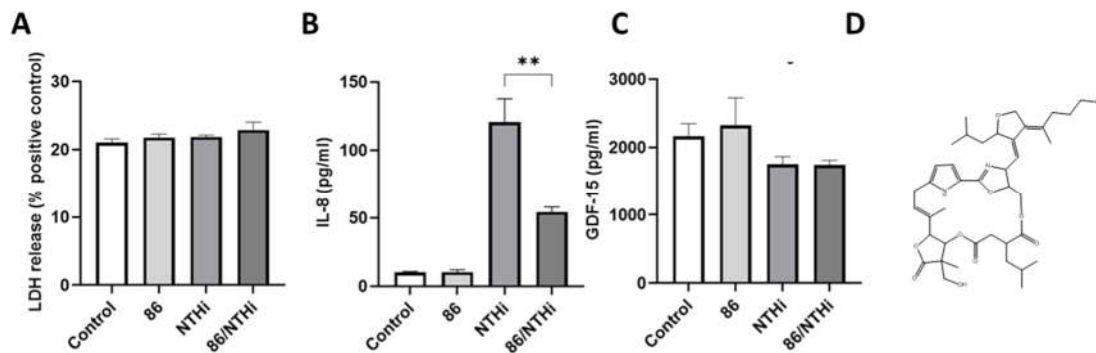 A
B
C
D
LDH release (% positive control)
40
30
20
10
0
Control
86
NTHi
86/NTHi
IL-8 (pg/ml)
150
100
50
0
**
Control
86
NTHi
86/NTHi
GDF-15 (pg/ml)
3000
2000
1000
0
Control
86
NTHi
86/NTHi
O
N
O
N
H
O
O
O
O
O
O
O
OH